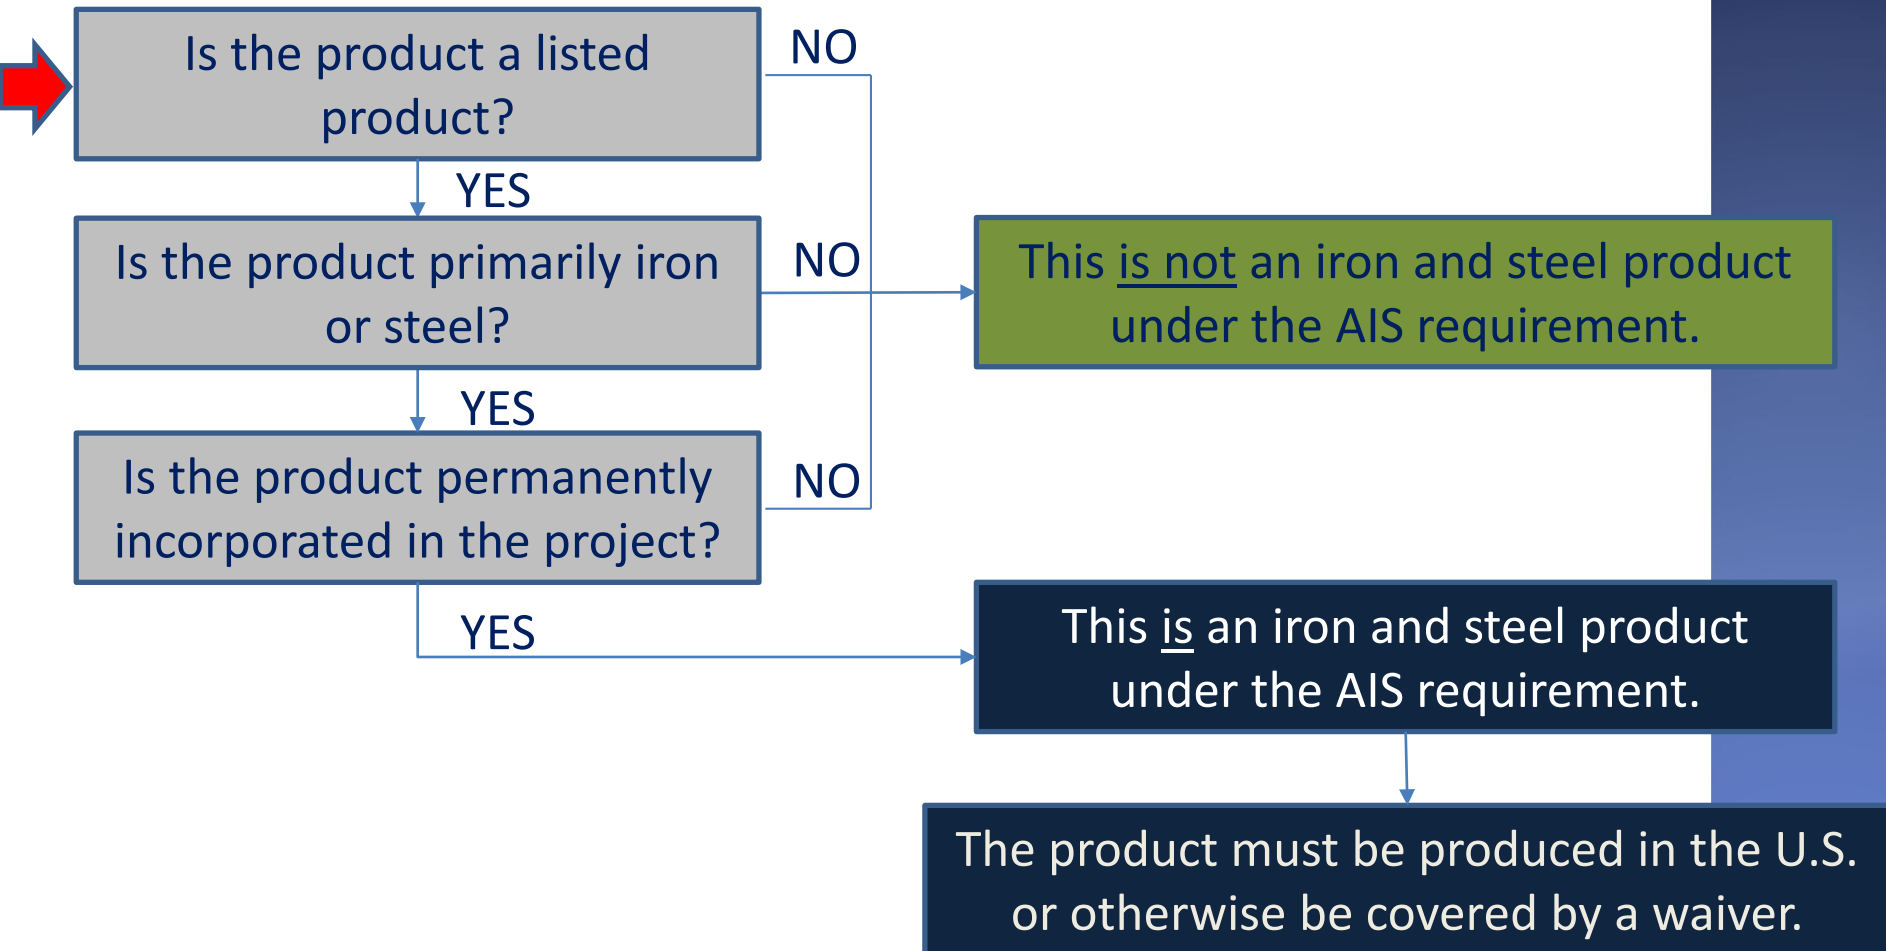 Is the product a listed
product?
NO
YES
Is the product primarily iron
or steel?
NO
This is not an iron and steel product
under the AIS requirement.
YES
Is the product permanently
incorporated in the project?
NO
YES
This is an iron and steel product
under the AIS requirement.
The product must be produced in the U.S.
or otherwise be covered by a waiver.